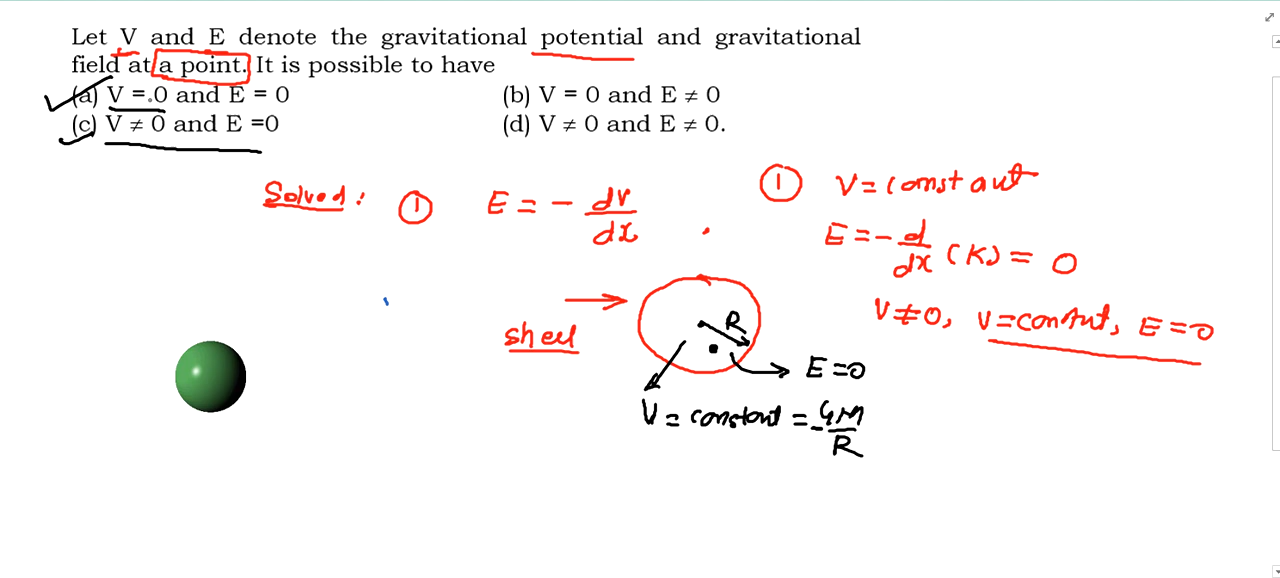 Let V and E denote the gravitational potential and gravitational
field at a point. It is possible to have
(a) V = 0 and E = 0
(b) V = 0 and E ≠ 0
(c) V ≠ 0 and E =0
(d) V ≠ 0 and E ≠ 0.
Solved: ① E = - dv/dx
① V = constant
E = - d/dx (K) = 0
V ≠ 0, V = constnt, E = 0
shell
R
E = 0
V = constant = -GM/R